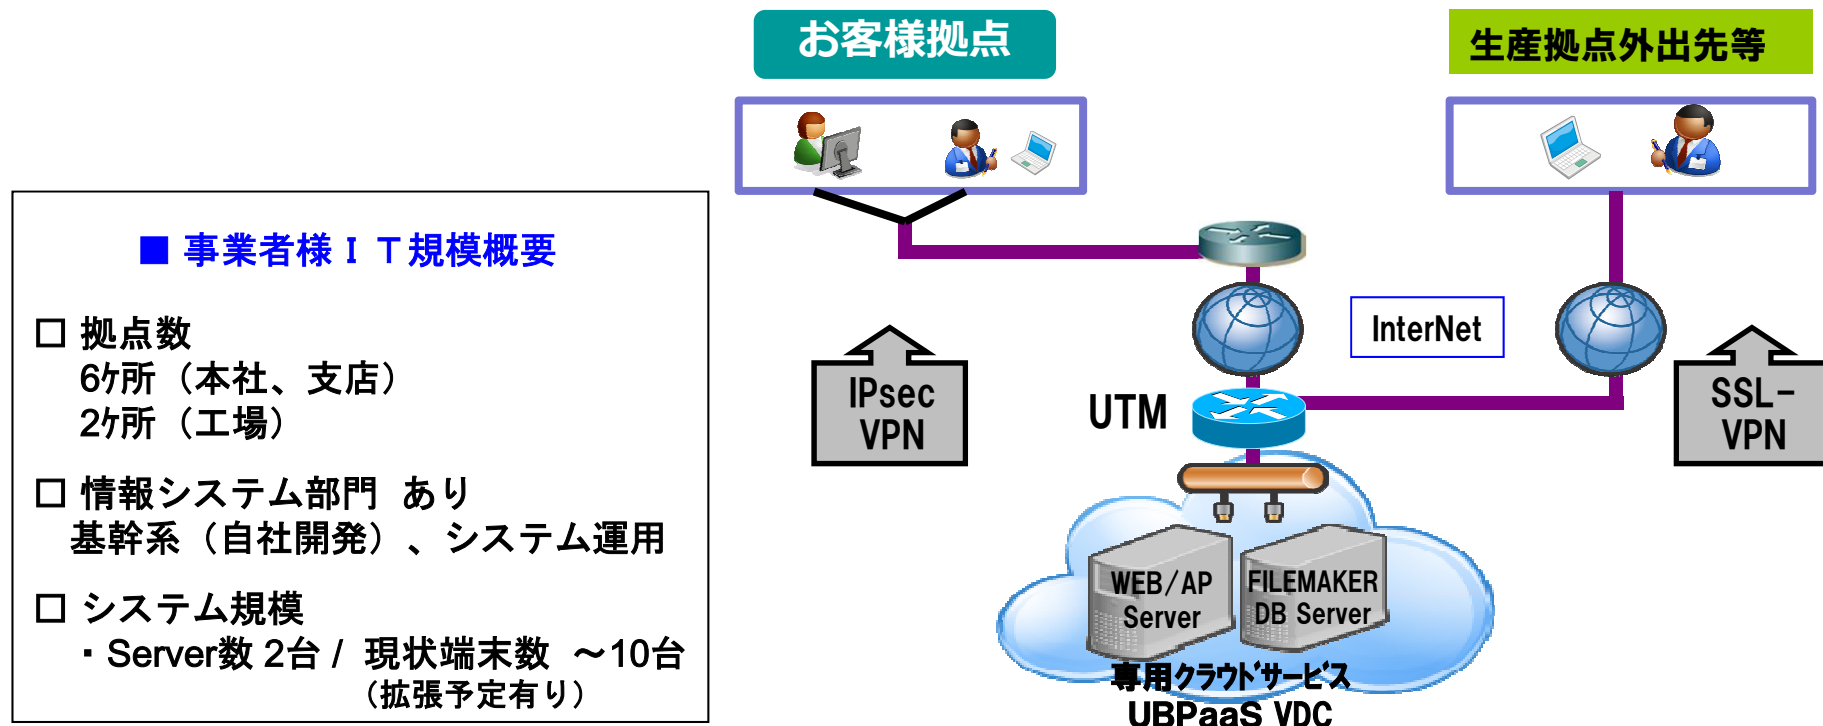 お客様拠点
生産拠点外出先等
■ 事業者様ＩＴ規模概要
□ 拠点数
6ｹ所（本社、支店）
2ｹ所（工場）
□ 情報システム部門 あり
基幹系（自社開発）、システム運用
□ システム規模
・Server数 2台 / 現状端末数 ～10台
（拡張予定有り）
InterNet
IPsec
VPN
UTM
SSL-
VPN
WEB/AP
Server
FILEMAKER
DB Server
専用クラウドサービス
UBPaaS VDC